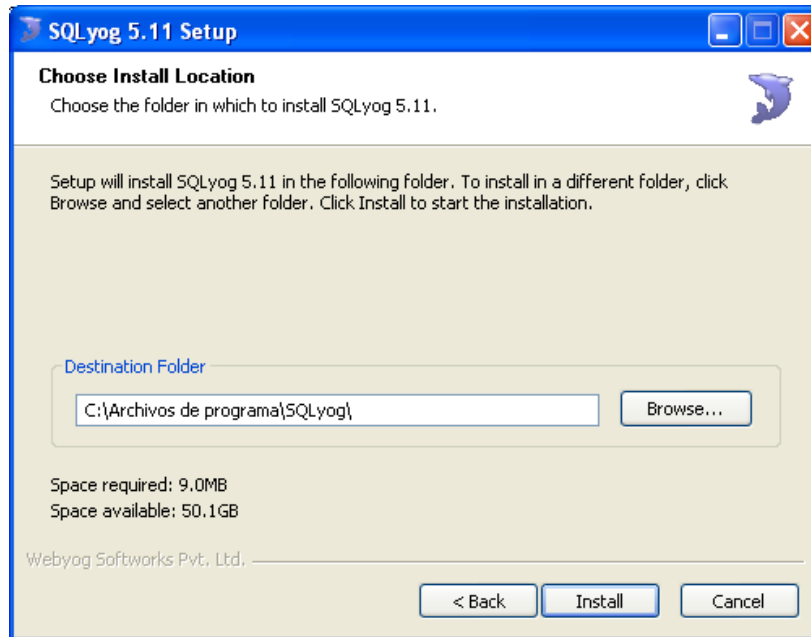 SQLyog 5.11 Setup
Choose Install Location
Choose the folder in which to install SQLyog 5.11.
Setup will install SQLyog 5.11 in the following folder. To install in a different folder, click
Browse and select another folder. Click Install to start the installation.
Destination Folder
C:\Archivos de programa\SQLyog\
Browse...
Space required: 9.0MB
Space available: 50.1GB
Webyog Softworks Pvt. Ltd.
< Back Install Cancel